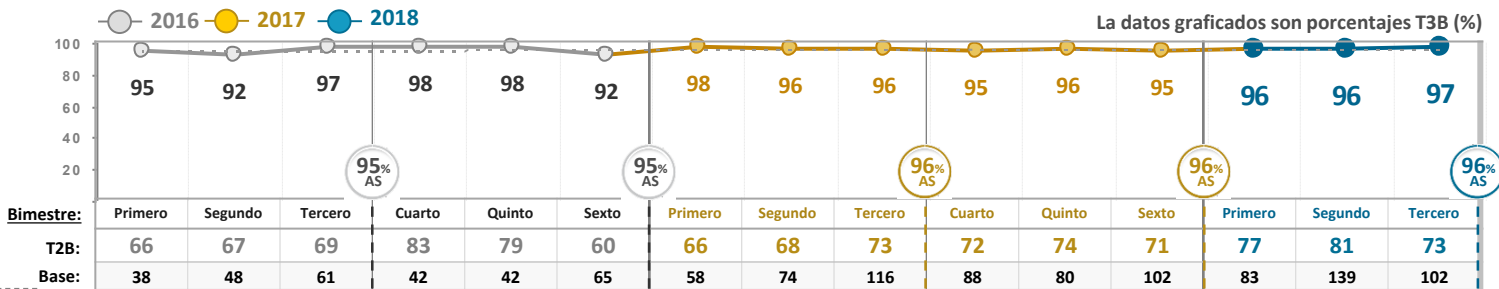 2016 2017 2018
La datos graficados son porcentajes T3B (%)
100
80
60
40
20
95 92 97 98 98 92 98 96 96 95 96 95 96 96 97
95% AS 95% AS 96% AS 96% AS 96% AS
Bimestre: Primero Segundo Tercero Cuarto Quinto Sexto Primero Segundo Tercero Cuarto Quinto Sexto Primero Segundo Tercero
T2B: 66 67 69 83 79 60 66 68 73 72 74 71 77 81 73
Base: 38 48 61 42 42 65 58 74 116 88 80 102 83 139 102